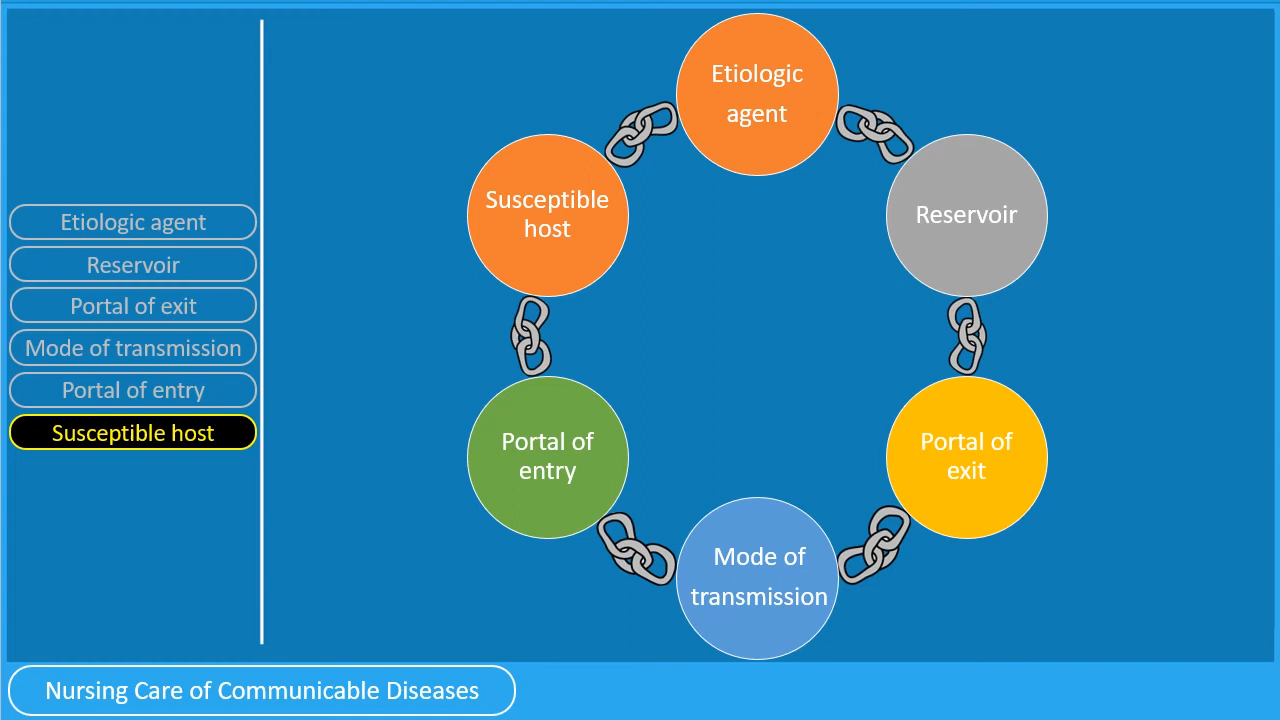 Etiologic agent
Reservoir
Portal of exit
Mode of transmission
Portal of entry
Susceptible host
Etiologic
agent
Reservoir
Portal of
exit
Mode of
transmission
Portal of
entry
Susceptible
host
Nursing Care of Communicable Diseases